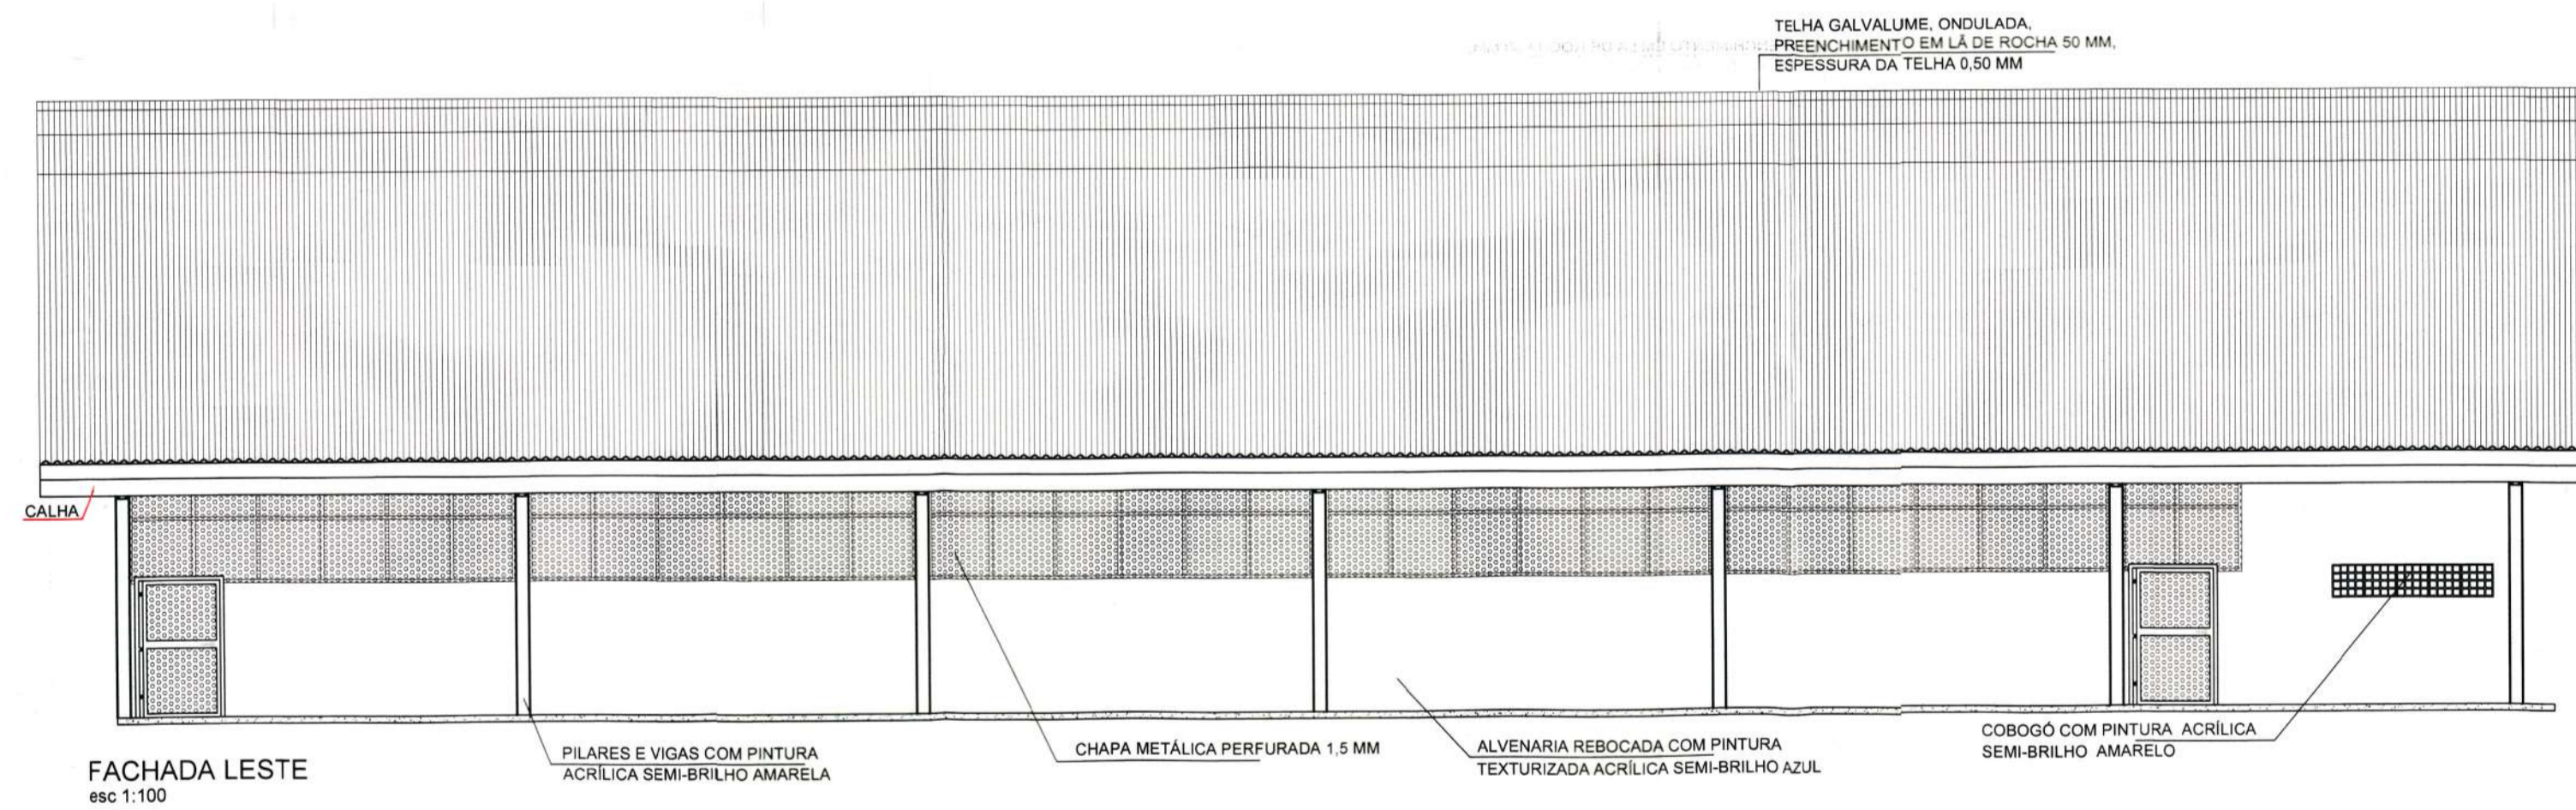 TELHA GALVALUME, ONDULADA,
PREENCHIMENTO EM LÃ DE ROCHA 50 MM,
ESPESSURA DA TELHA 0,50 MM
CALHA
PILARES E VIGAS COM PINTURA
ACRÍLICA SEMI-BRILHO AMARELA
CHAPA METÁLICA PERFURADA 1,5 MM
ALVENARIA REBOCADA COM PINTURA
TEXTURIZADA ACRÍLICA SEMI-BRILHO AZUL
COBOGÓ COM PINTURA ACRÍLICA
SEMI-BRILHO AMARELO
FACHADA LESTE
esc 1:100